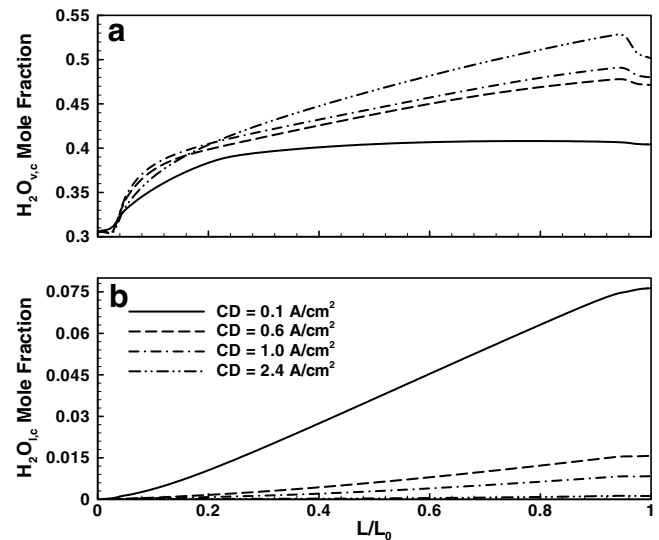 a
0.55
0.5
0.45
0.4
0.35
0.3
H₂Oᵥ,c Mole Fraction
b
0.075
0.06
0.045
0.03
0.015
0
H₂Oₗ,c Mole Fraction
CD = 0.1 A/cm²
CD = 0.6 A/cm²
CD = 1.0 A/cm²
CD = 2.4 A/cm²
0 0.2 0.4 0.6 0.8 1
L/L₀